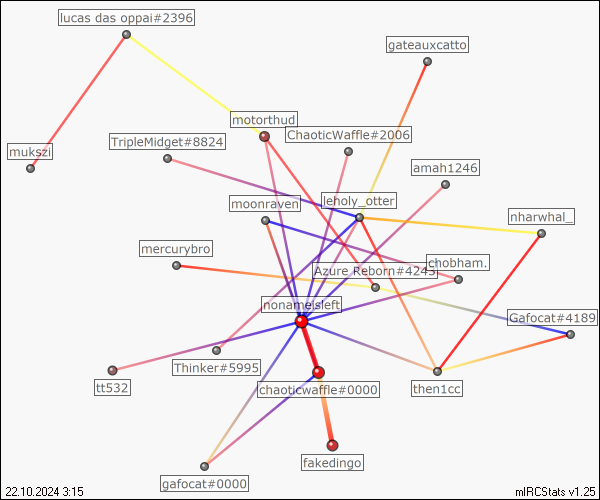 lucas das oppai#2396
gateauxcatto
motorthud
ChaoticWaffle#2006
TripleMidget#8824
mukszi
amah1246
leholy_otter
moonraven
nharwhal_
mercurybro
chobham.
Azure Reborn#4243
nonameisleft
Gafocat#4189
Thinker#5995
tt532
chaoticwaffle#0000
then1cc
fakedingo
gafocat#0000
22.10.2024 3:15
mIRCStats v1.25